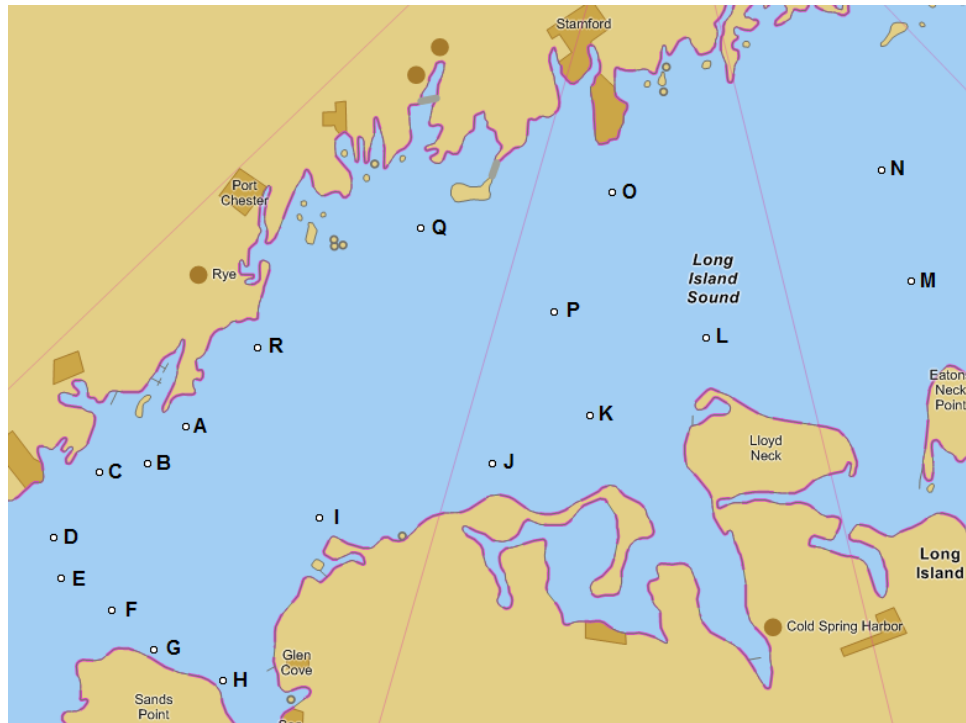 Stamford
Port
Chester
N
O
Q
Long
Island
Sound
Rye
M
P
L
R
Eatons
Neck
Point
K
A
Lloyd
Neck
B
J
C
I
D
Long
Island
E
F
Cold Spring Harbor
G
Glen
Cove
H
Sands
Point